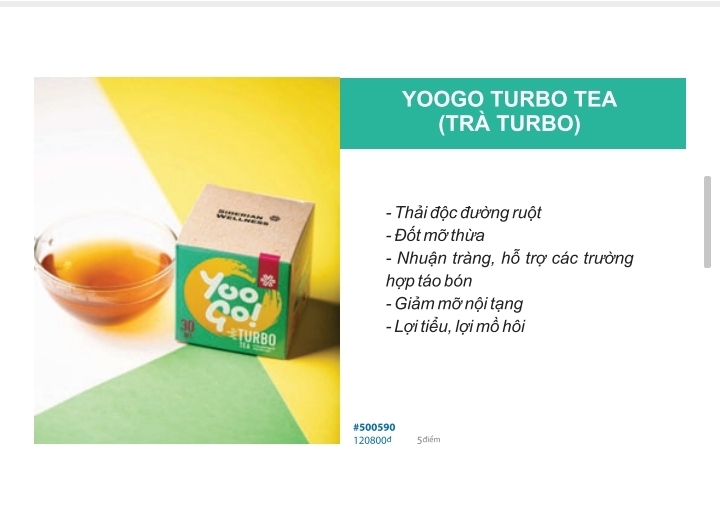 YOOGO TURBO TEA
(TRÀ TURBO)
- Thải độc đường ruột
- Đốt mỡ thừa
- Nhuận tràng, hỗ trợ các trường
hợp táo bón
- Giảm mỡ nội tạng
- Lợi tiểu, lợi mồ hôi
SIBERIAN
WELLNESS
Yoo
Go!
30
TURBO
TEA
#500590
120800đ 5điểm